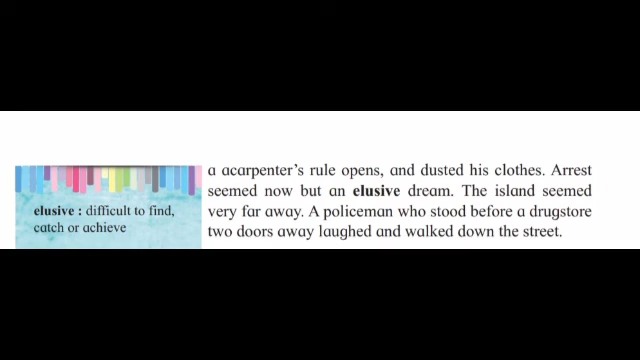 a acarpenter's rule opens, and dusted his clothes. Arrest
seemed now but an elusive dream. The island seemed
very far away. A policeman who stood before a drugstore
two doors away laughed and walked down the street.
elusive : difficult to find,
catch or achieve